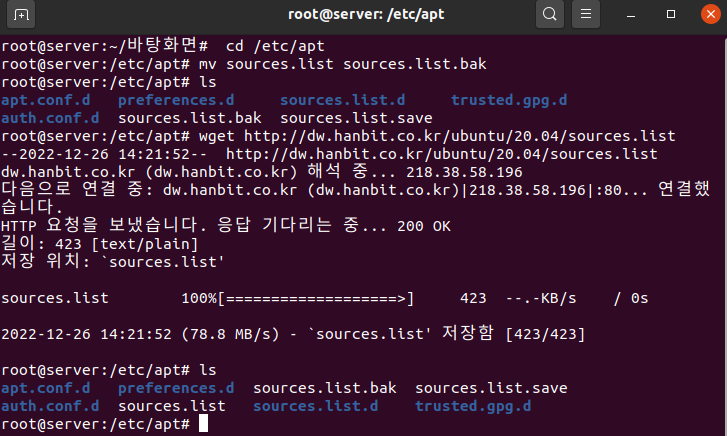 root@server: /etc/apt
root@server:~/바탕화면#  cd /etc/apt
root@server:/etc/apt# mv sources.list sources.list.bak
root@server:/etc/apt# ls
apt.conf.d   preferences.d     sources.list.d     trusted.gpg.d
auth.conf.d  sources.list.bak  sources.list.save
root@server:/etc/apt# wget http://dw.hanbit.co.kr/ubuntu/20.04/sources.list
--2022-12-26 14:21:52--  http://dw.hanbit.co.kr/ubuntu/20.04/sources.list
dw.hanbit.co.kr (dw.hanbit.co.kr) 해석 중... 218.38.58.196
다음으로 연결 중: dw.hanbit.co.kr (dw.hanbit.co.kr)|218.38.58.196|:80... 연결했
습니다.
HTTP 요청을 보냈습니다. 응답 기다리는 중... 200 OK
길이: 423 [text/plain]
저장 위치: `sources.list'
sources.list        100%[===================>]     423  --.-KB/s    / 0s
2022-12-26 14:21:52 (78.8 MB/s) - `sources.list' 저장함 [423/423]
root@server:/etc/apt# ls
apt.conf.d   preferences.d  sources.list.bak  sources.list.save
auth.conf.d  sources.list   sources.list.d    trusted.gpg.d
root@server:/etc/apt#